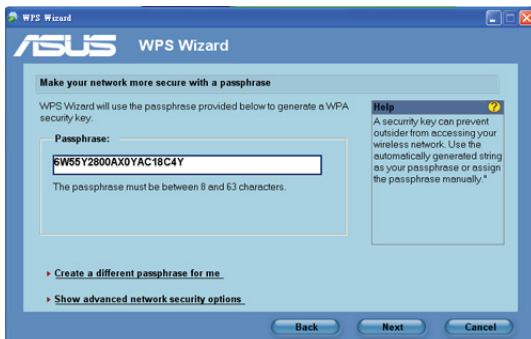 WPS Wizard
ASUS WPS Wizard
Make your network more secure with a passphrase
WPS Wizard will use the passphrase provided below to generate a WPA
security key.
Passphrase:
6W55Y2800AX0YAC18C4Y
The passphrase must be between 8 and 63 characters.
Create a different passphrase for me
Show advanced network security options
Help ?
A security key can prevent
outsider from accessing your
wireless network. Use the
automatically generated string
as your passphrase or assign
the passphrase manually."
Back Next Cancel